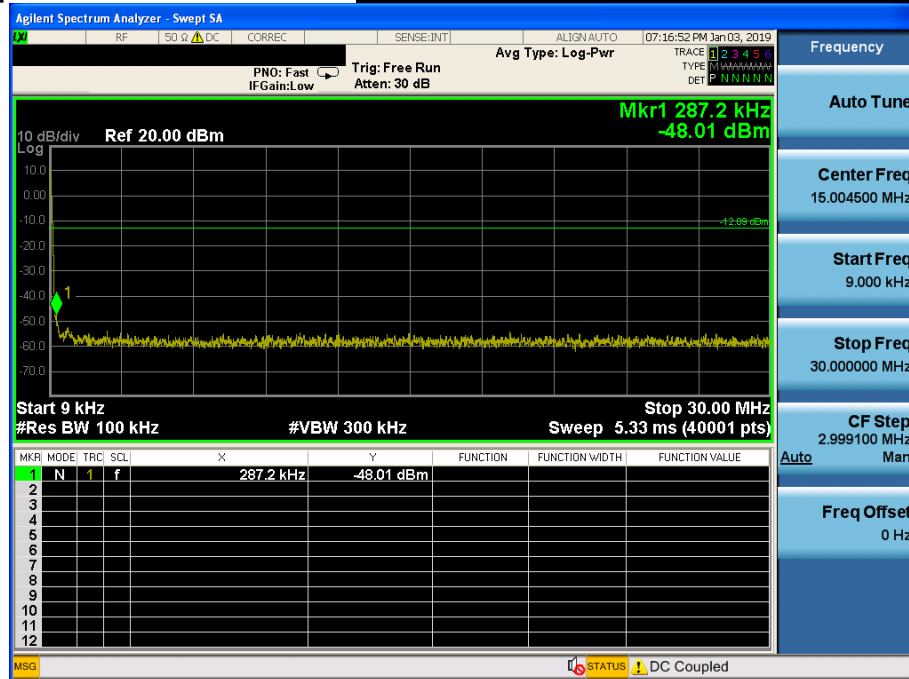 Agilent Spectrum Analyzer - Swept SA
LXI RF 50 Ω DC CORREC SENSE:INT ALIGN AUTO 07:16:52 PM Jan 03, 2019
Avg Type: Log-Pwr
TRACE 1 2 3 4 5 6
TYPE M
DET P N N N N N
PNO: Fast
IFGain:Low
Trig: Free Run
Atten: 30 dB
Mkr1 287.2 kHz
-48.01 dBm
10 dB/div Ref 20.00 dBm
Log
10.0
0.00
-10.0
-12.09 dBm
-20.0
-30.0
-40.0
1
-50.0
-60.0
-70.0
Start 9 kHz Stop 30.00 MHz
#Res BW 100 kHz #VBW 300 kHz Sweep 5.33 ms (40001 pts)
MKR MODE TRC SCL X Y FUNCTION FUNCTION WIDTH FUNCTION VALUE
1 N 1 f 287.2 kHz -48.01 dBm
2
3
4
5
6
7
8
9
10
11
12
MSG STATUS DC Coupled
Frequency
Auto Tune
Center Freq
15.004500 MHz
Start Freq
9.000 kHz
Stop Freq
30.000000 MHz
CF Step
2.999100 MHz
Auto Man
Freq Offset
0 Hz